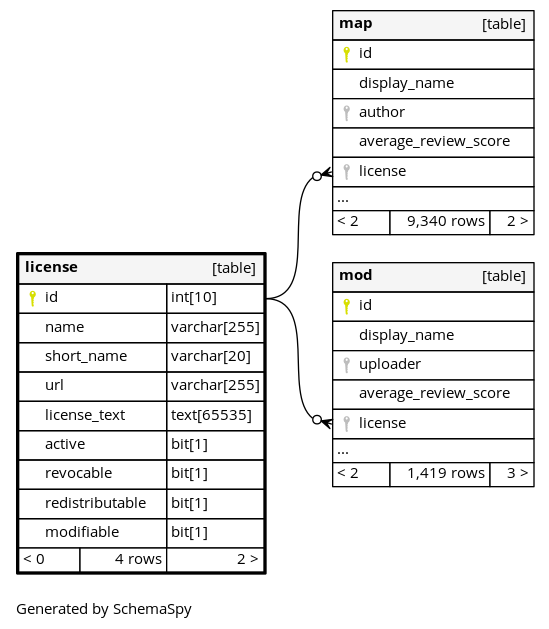 map [table]
id
display_name
author
average_review_score
license
...
< 2 9,340 rows 2 >
license [table]
id int[10]
name varchar[255]
short_name varchar[20]
url varchar[255]
license_text text[65535]
active bit[1]
revocable bit[1]
redistributable bit[1]
modifiable bit[1]
< 0 4 rows 2 >
mod [table]
id
display_name
uploader
average_review_score
license
...
< 2 1,419 rows 3 >
Generated by SchemaSpy